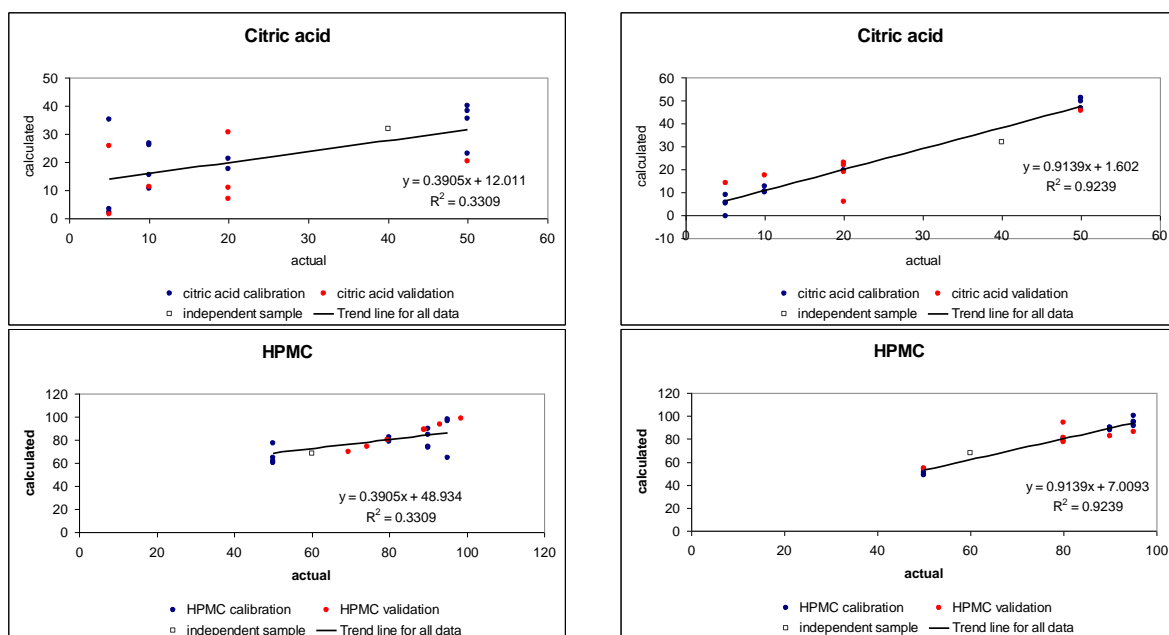 Citric acid
calculated
50
40
30
20
10
0
0 10 20 30 40 50 60
y = 0.3905x + 12.011
R² = 0.3309
actual
citric acid calibration citric acid validation
independent sample Trend line for all data
Citric acid
calculated
60
50
40
30
20
10
0
-10
0 10 20 30 40 50 60
y = 0.9139x + 1.602
R² = 0.9239
actual
citric acid calibration citric acid validation
independent sample Trend line for all data
HPMC
calculated
120
100
80
60
40
20
0
0 20 40 60 80 100 120
y = 0.3905x + 48.934
R² = 0.3309
actual
HPMC calibration HPMC validation
independent sample Trend line for all data
HPMC
calculated
120
100
80
60
40
20
0
0 20 40 60 80 100
y = 0.9139x + 7.0093
R² = 0.9239
actual
HPMC calibration HPMC validation
independent sample Trend line for all data